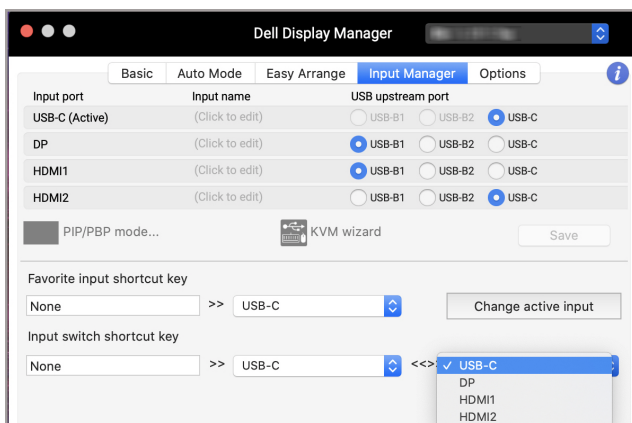 Dell Display Manager
Basic Auto Mode Easy Arrange Input Manager Options i
Input port Input name USB upstream port
USB-C (Active) (Click to edit) USB-B1 USB-B2 USB-C
DP (Click to edit) USB-B1 USB-B2 USB-C
HDMI1 (Click to edit) USB-B1 USB-B2 USB-C
HDMI2 (Click to edit) USB-B1 USB-B2 USB-C
PIP/PBP mode... KVM wizard Save
Favorite input shortcut key
None >> USB-C Change active input
Input switch shortcut key
None >> USB-C <<> ✓ USB-C
DP
HDMI1
HDMI2